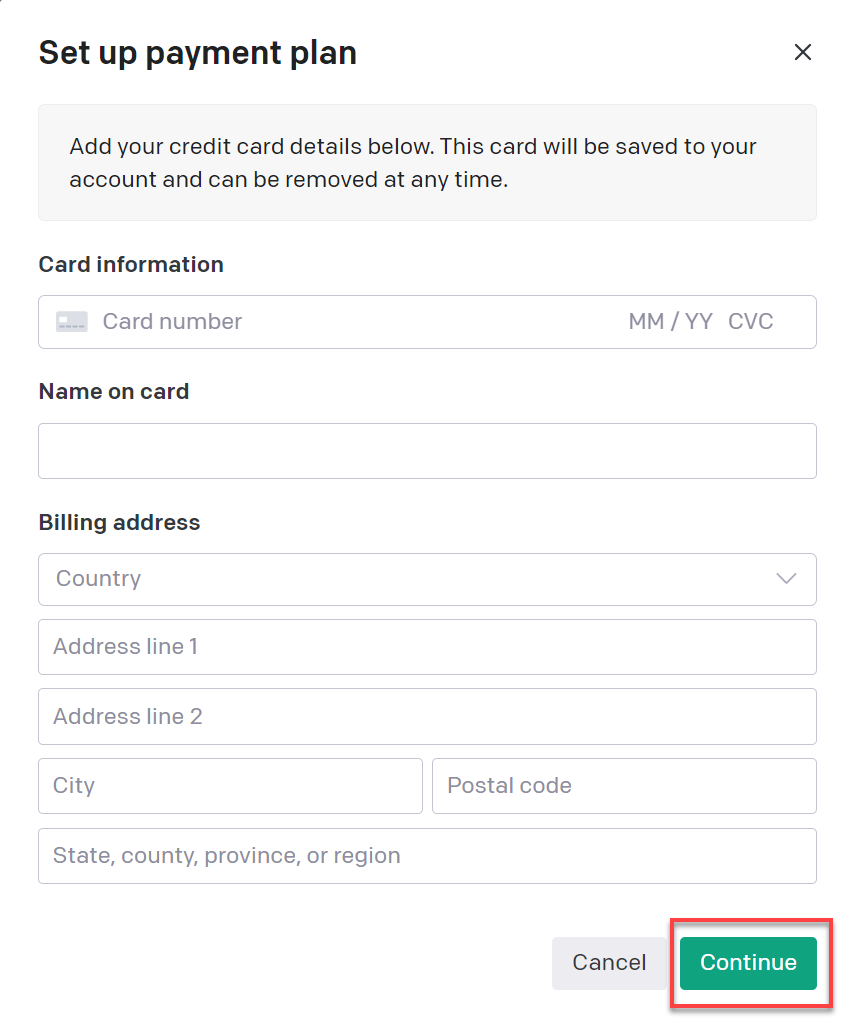 Set up payment plan
Add your credit card details below. This card will be saved to your
account and can be removed at any time.
Card information
Card number MM / YY CVC
Name on card
Billing address
Country
Address line 1
Address line 2
City Postal code
State, county, province, or region
Cancel Continue